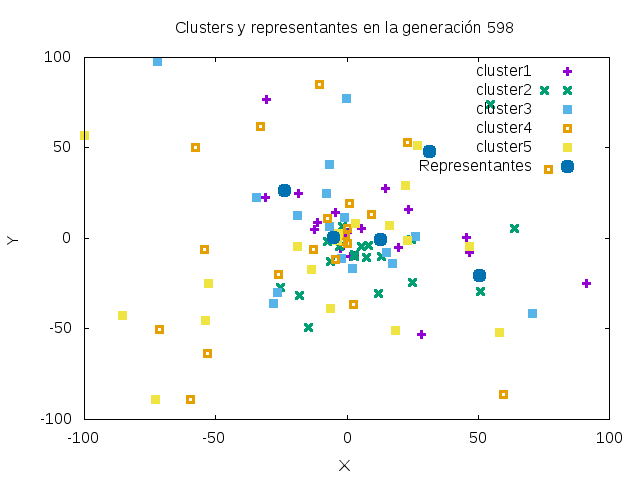 Clusters y representantes en la generación 598
100
50
0
-50
-100
-100
-50
0
50
100
X
Y
cluster1
cluster2
cluster3
cluster4
cluster5
Representantes